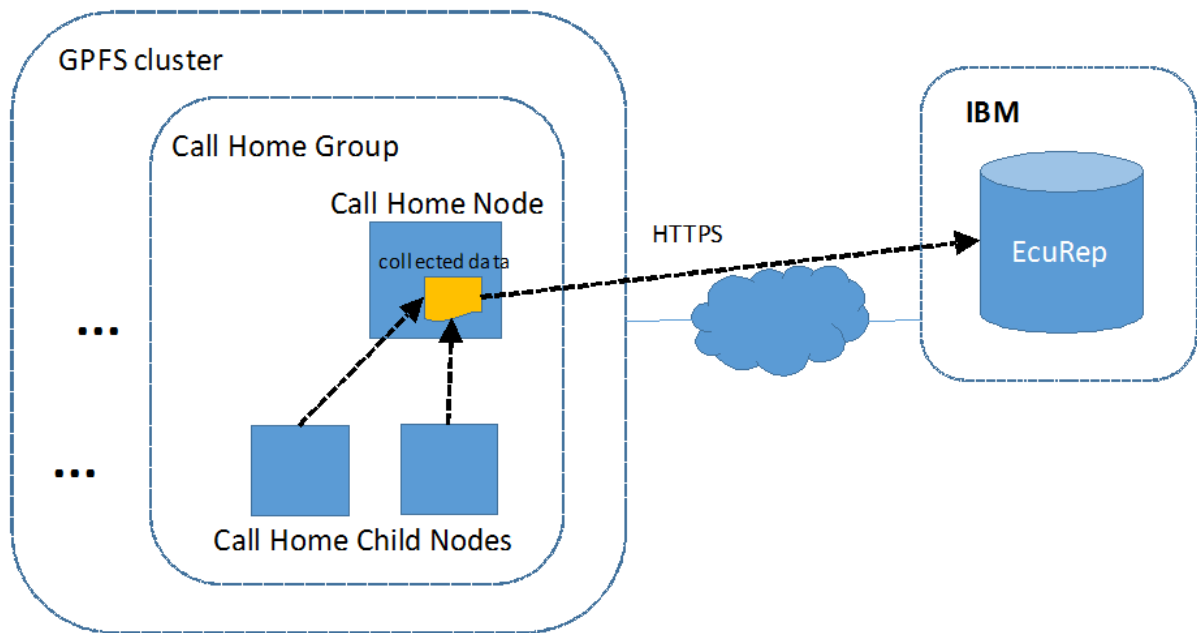 GPFS cluster
Call Home Group
Call Home Node
collected data
...
...
Call Home Child Nodes
HTTPS
IBM
EcuRep